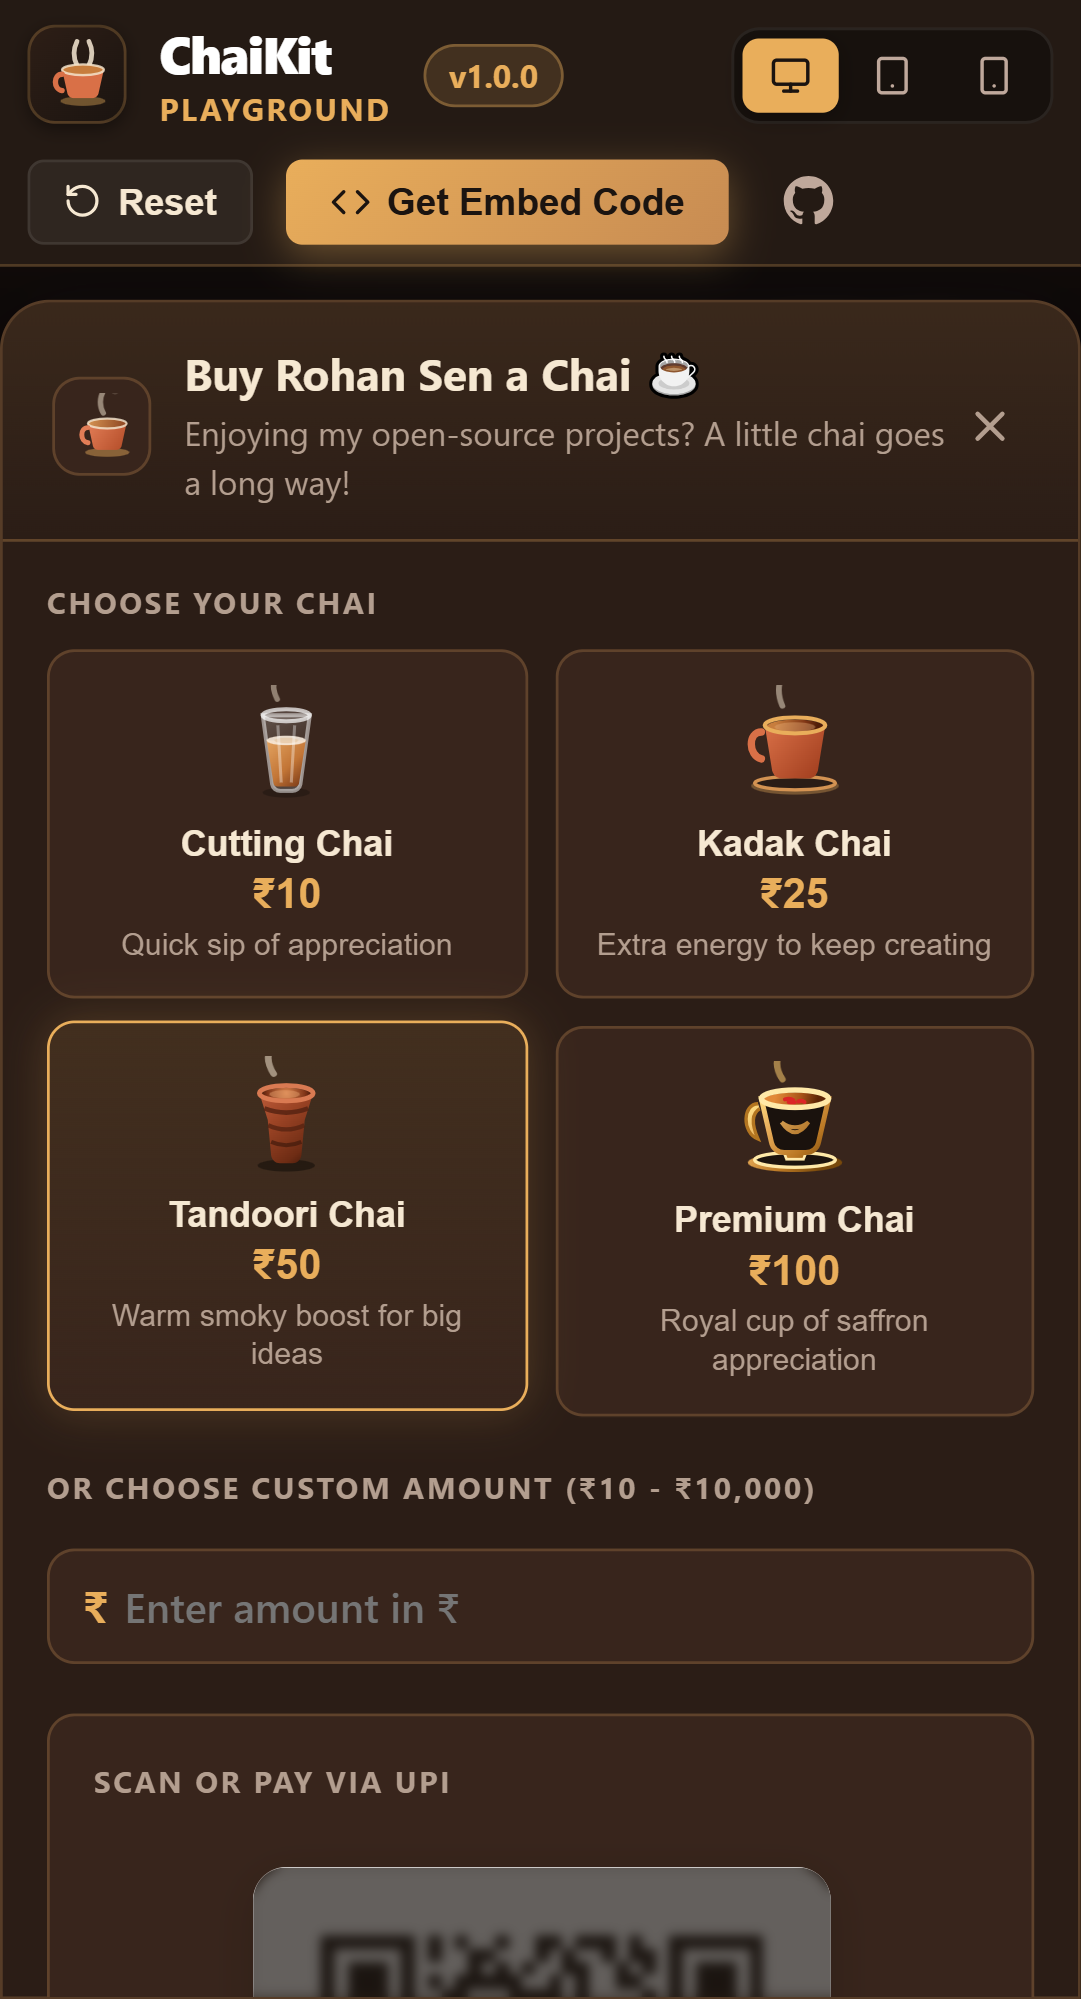 ChaiKit
PLAYGROUND
v1.0.0
Reset
Get Embed Code
Buy Rohan Sen a Chai ☕
Enjoying my open-source projects? A little chai goes
a long way!
CHOOSE YOUR CHAI
Cutting Chai
₹10
Quick sip of appreciation
Kadak Chai
₹25
Extra energy to keep creating
Tandoori Chai
₹50
Warm smoky boost for big
ideas
Premium Chai
₹100
Royal cup of saffron
appreciation
OR CHOOSE CUSTOM AMOUNT (₹10 - ₹10,000)
₹ Enter amount in ₹
SCAN OR PAY VIA UPI